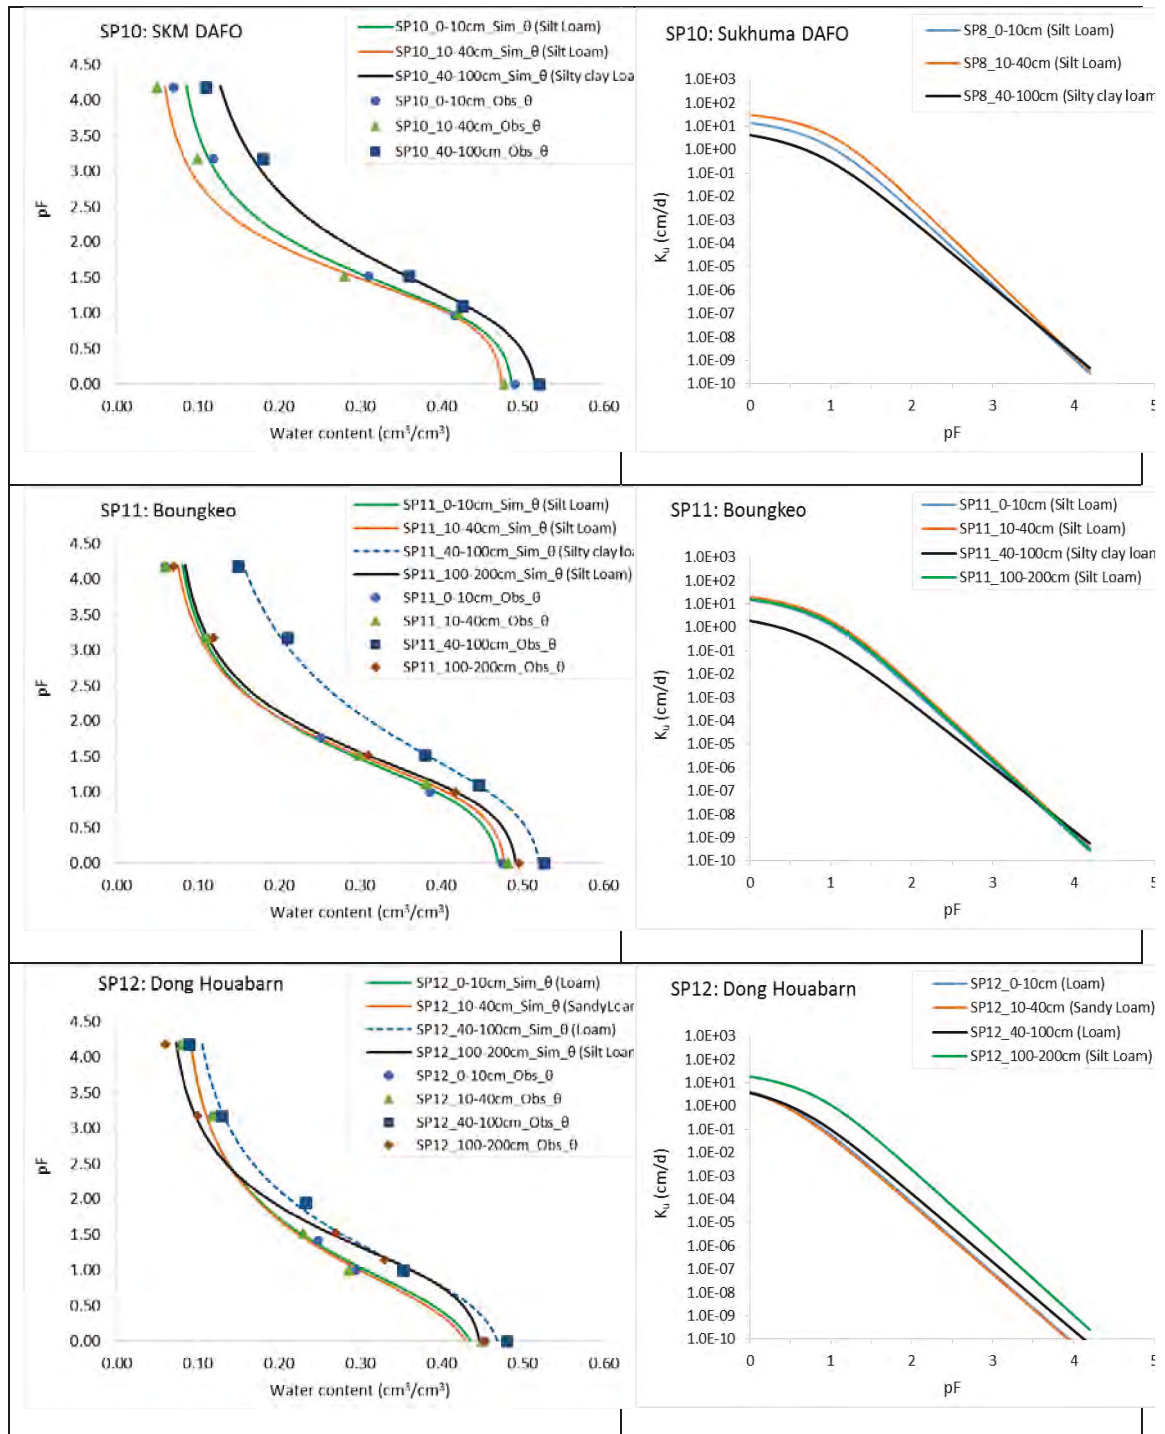 SP10: SKM DAFO
SP10_0-10cm_Sim_θ (Silt Loam)
SP10_10-40cm_Sim_θ (Silt Loam)
SP10_40-100cm_Sim_θ (Silty clay Loa
SP10_0-10cm_Obs_θ
SP10_10-40cm_Obs_θ
SP10_40-100cm_Obs_θ
4.50
4.00
3.50
3.00
2.50
2.00
1.50
1.00
0.50
0.00
pF
0.00 0.10 0.20 0.30 0.40 0.50 0.60
Water content (cm³/cm³)
SP10: Sukhuma DAFO
SP8_0-10cm (Silt Loam)
SP8_10-40cm (Silt Loam)
SP8_40-100cm (Silty clay loam
1.0E+03
1.0E+02
1.0E+01
1.0E+00
1.0E-01
1.0E-02
1.0E-03
1.0E-04
1.0E-05
1.0E-06
1.0E-07
1.0E-08
1.0E-09
1.0E-10
Kᵤ (cm/d)
0 1 2 3 4 5
pF
SP11: Boungkeo
SP11_0-10cm_Sim_θ (Silt Loam)
SP11_10-40cm_Sim_θ (Silt Loam)
SP11_40-100cm_Sim_θ (Silty clay loa
SP11_100-200cm_Sim_θ (Silt Loam)
SP11_0-10cm_Obs_θ
SP11_10-40cm_Obs_θ
SP11_40-100cm_Obs_θ
SP11_100-200cm_Obs_θ
4.50
4.00
3.50
3.00
2.50
2.00
1.50
1.00
0.50
0.00
pF
0.00 0.10 0.20 0.30 0.40 0.50 0.60
Water content (cm³/cm³)
SP11: Boungkeo
SP11_0-10cm (Silt Loam)
SP11_10-40cm (Silt Loam)
SP11_40-100cm (Silty clay loam
SP11_100-200cm (Silt Loam)
1.0E+03
1.0E+02
1.0E+01
1.0E+00
1.0E-01
1.0E-02
1.0E-03
1.0E-04
1.0E-05
1.0E-06
1.0E-07
1.0E-08
1.0E-09
1.0E-10
Kᵤ (cm/d)
0 1 2 3 4 5
pF
SP12: Dong Houabarn
SP12_0-10cm_Sim_θ (Loam)
SP12_10-40cm_Sim_θ (SandyLoam
SP12_40-100cm_Sim_θ (Loam)
SP12_100-200cm_Sim_θ (Silt Loam
SP12_0-10cm_Obs_θ
SP12_10-40cm_Obs_θ
SP12_40-100cm_Obs_θ
SP12_100-200cm_Obs_θ
4.50
4.00
3.50
3.00
2.50
2.00
1.50
1.00
0.50
0.00
pF
0.00 0.10 0.20 0.30 0.40 0.50 0.60
Water content (cm³/cm³)
SP12: Dong Houabarn
SP12_0-10cm (Loam)
SP12_10-40cm (Sandy Loam)
SP12_40-100cm (Loam)
SP12_100-200cm (Silt Loam)
1.0E+03
1.0E+02
1.0E+01
1.0E+00
1.0E-01
1.0E-02
1.0E-03
1.0E-04
1.0E-05
1.0E-06
1.0E-07
1.0E-08
1.0E-09
1.0E-10
Kᵤ (cm/d)
0 1 2 3 4 5
pF